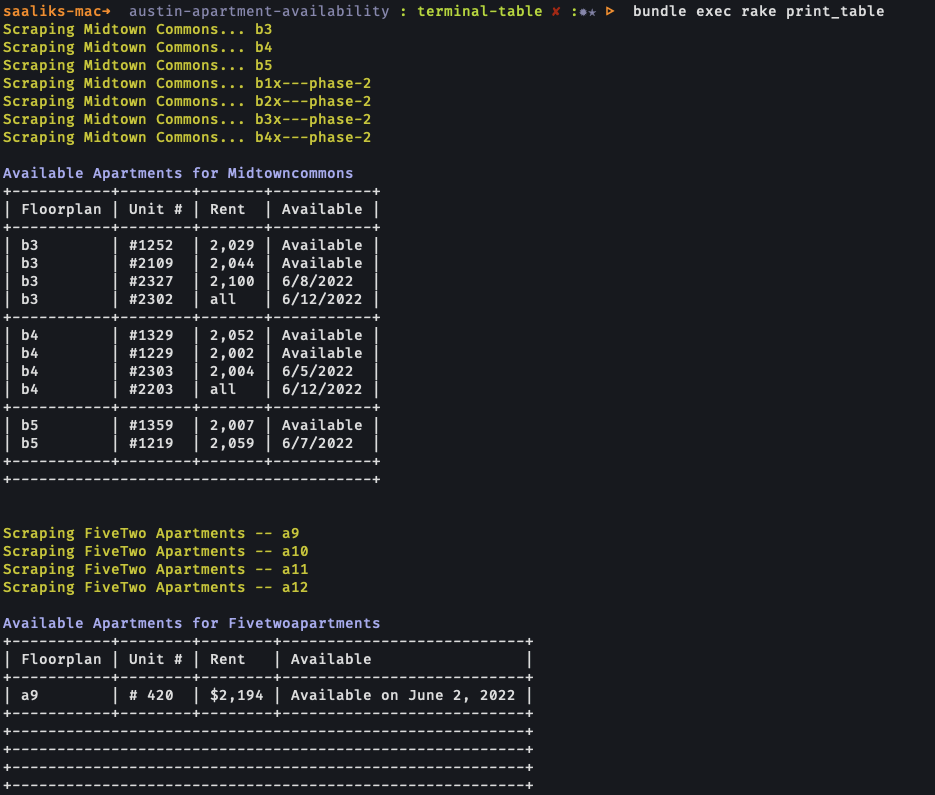 saaliks-mac→ austin-apartment-availability : terminal-table ✘ :✹★ ▷ bundle exec rake print_table
Scraping Midtown Commons... b3
Scraping Midtown Commons... b4
Scraping Midtown Commons... b5
Scraping Midtown Commons... b1x---phase-2
Scraping Midtown Commons... b2x---phase-2
Scraping Midtown Commons... b3x---phase-2
Scraping Midtown Commons... b4x---phase-2
Available Apartments for Midtowncommons
+-----------+--------+-------+-----------+
| Floorplan | Unit # | Rent  | Available |
+-----------+--------+-------+-----------+
| b3        | #1252  | 2,029 | Available |
| b3        | #2109  | 2,044 | Available |
| b3        | #2327  | 2,100 | 6/8/2022  |
| b3        | #2302  | all   | 6/12/2022 |
+-----------+--------+-------+-----------+
| b4        | #1329  | 2,052 | Available |
| b4        | #1229  | 2,002 | Available |
| b4        | #2303  | 2,004 | 6/5/2022  |
| b4        | #2203  | all   | 6/12/2022 |
+-----------+--------+-------+-----------+
| b5        | #1359  | 2,007 | Available |
| b5        | #1219  | 2,059 | 6/7/2022  |
+-----------+--------+-------+-----------+
+----------------------------------------+
Scraping FiveTwo Apartments -- a9
Scraping FiveTwo Apartments -- a10
Scraping FiveTwo Apartments -- a11
Scraping FiveTwo Apartments -- a12
Available Apartments for Fivetwoapartments
+-----------+--------+--------+---------------------------+
| Floorplan | Unit # | Rent   | Available                 |
+-----------+--------+--------+---------------------------+
| a9        | # 420  | $2,194 | Available on June 2, 2022 |
+-----------+--------+--------+---------------------------+
+---------------------------------------------------------+
+---------------------------------------------------------+
+---------------------------------------------------------+
+---------------------------------------------------------+